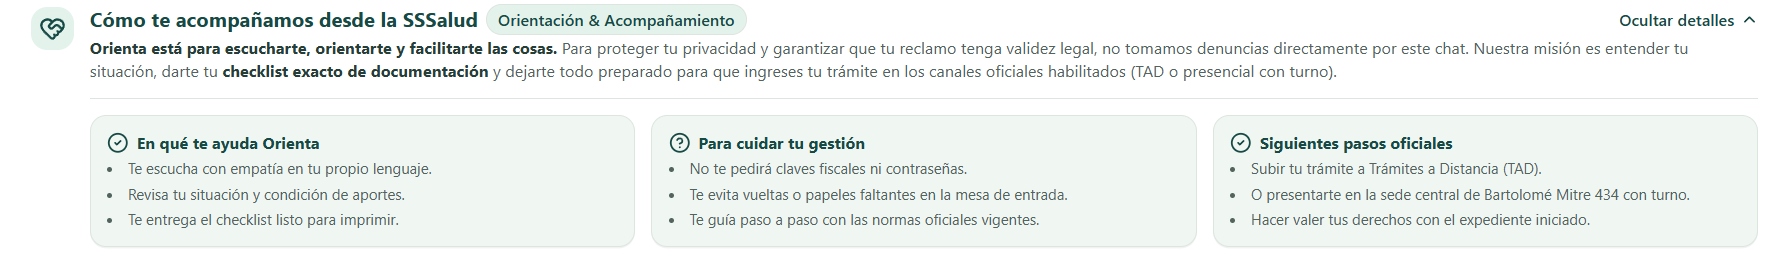 Cómo te acompañamos desde la SSSalud Orientación & Acompañamiento Ocultar detalles
Orienta está para escucharte, orientarte y facilitarte las cosas. Para proteger tu privacidad y garantizar que tu reclamo tenga validez legal, no tomamos denuncias directamente por este chat. Nuestra misión es entender tu
situación, darte tu checklist exacto de documentación y dejarte todo preparado para que ingreses tu trámite en los canales oficiales habilitados (TAD o presencial con turno).
En qué te ayuda Orienta
• Te escucha con empatía en tu propio lenguaje.
• Revisa tu situación y condición de aportes.
• Te entrega el checklist listo para imprimir.
Para cuidar tu gestión
• No te pedirá claves fiscales ni contraseñas.
• Te evita vueltas o papeles faltantes en la mesa de entrada.
• Te guía paso a paso con las normas oficiales vigentes.
Siguientes pasos oficiales
• Subir tu trámite a Trámites a Distancia (TAD).
• O presentarte en la sede central de Bartolomé Mitre 434 con turno.
• Hacer valer tus derechos con el expediente iniciado.